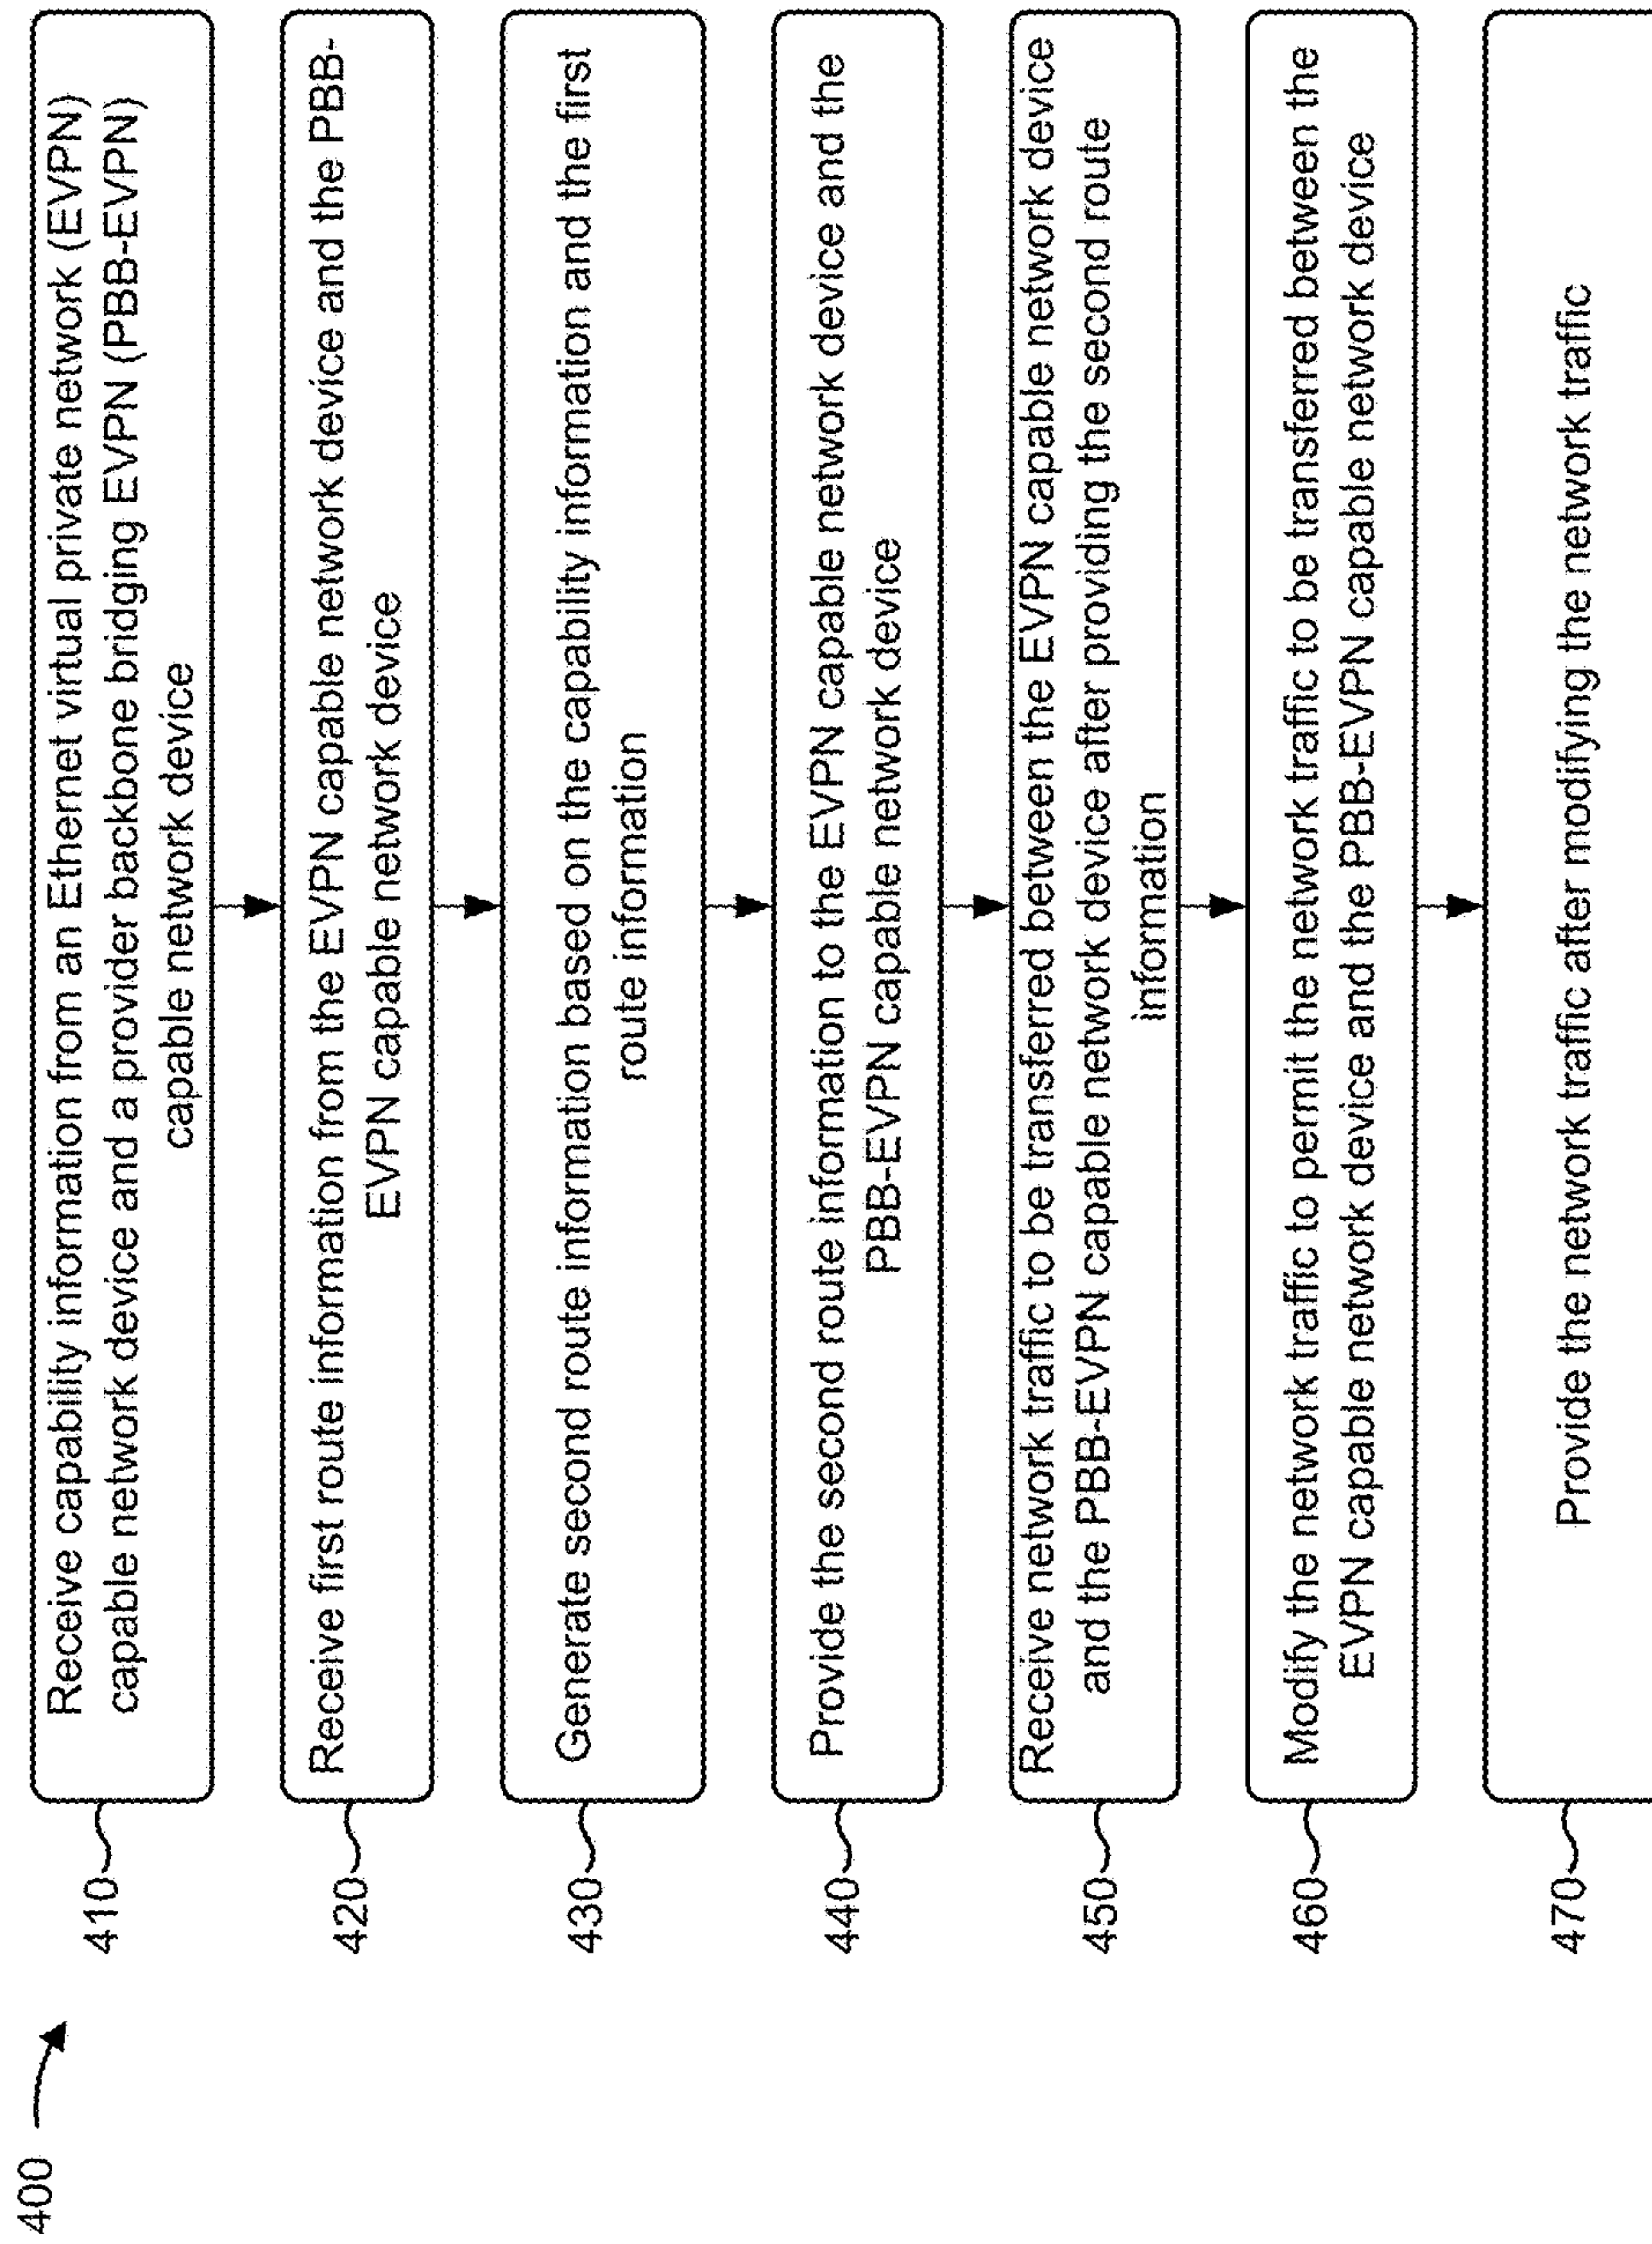 400
410
Receive capability information from an Ethernet virtual private network (EVPN)
capable network device and a provider backbone bridging EVPN (PBB-EVPN)
capable network device
420
Receive first route information from the EVPN capable network device and the PBB-
EVPN capable network device
430
Generate second route information based on the capability information and the first
route information
440
Provide the second route information to the EVPN capable network device and the
PBB-EVPN capable network device
450
Receive network traffic to be transferred between the EVPN capable network device
and the PBB-EVPN capable network device after providing the second route
information
460
Modify the network traffic to permit the network traffic to be transferred between the
EVPN capable network device and the PBB-EVPN capable network device
470
Provide the network traffic after modifying the network traffic